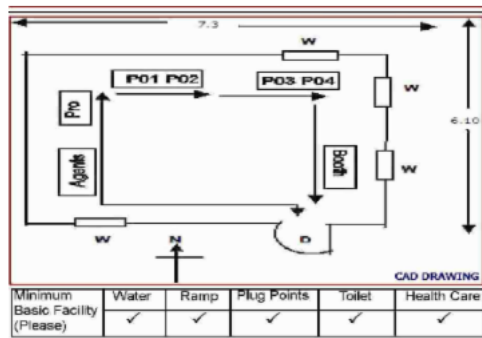 7.3
W
P01 P02
P03 P04
W
Pro
6.10
Agents
Booth
W
W
N
D
CAD DRAWING
Minimum Basic Facility (Please)
Water
Ramp
Plug Points
Toilet
Health Care
✓ ✓ ✓ ✓ ✓